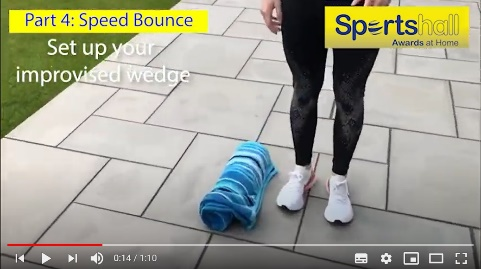 Part 4: Speed Bounce
Sportshall
Awards at Home
Set up your
improvised wedge
0:14 / 1:10